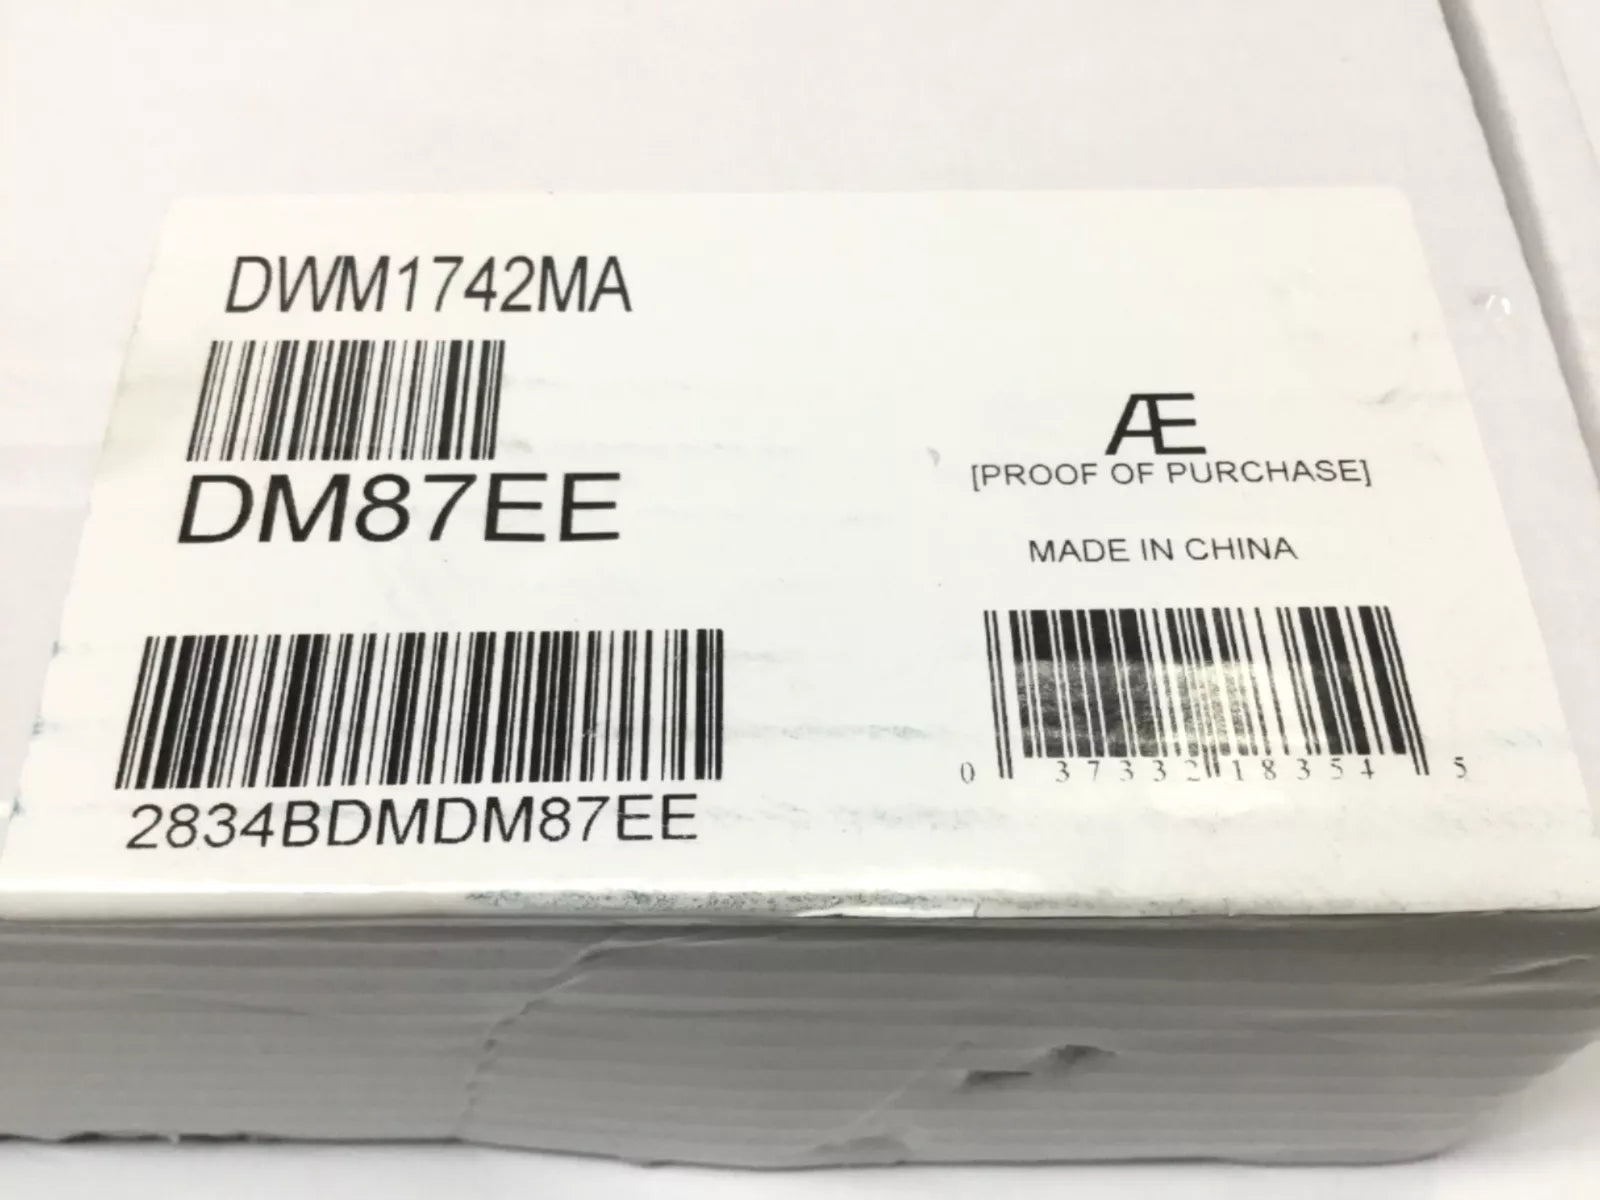 DWM1742MA
DM87EE
2834BDMDM87EE
Æ
[PROOF OF PURCHASE]
MADE IN CHINA
0 37332 18354 5